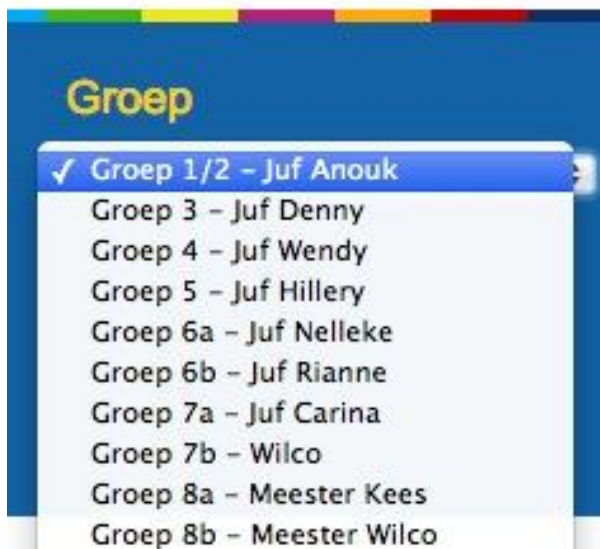 Groep
✓ Groep 1/2 – Juf Anouk
Groep 3 – Juf Denny
Groep 4 – Juf Wendy
Groep 5 – Juf Hillery
Groep 6a – Juf Nelleke
Groep 6b – Juf Rianne
Groep 7a – Juf Carina
Groep 7b – Wilco
Groep 8a – Meester Kees
Groep 8b – Meester Wilco